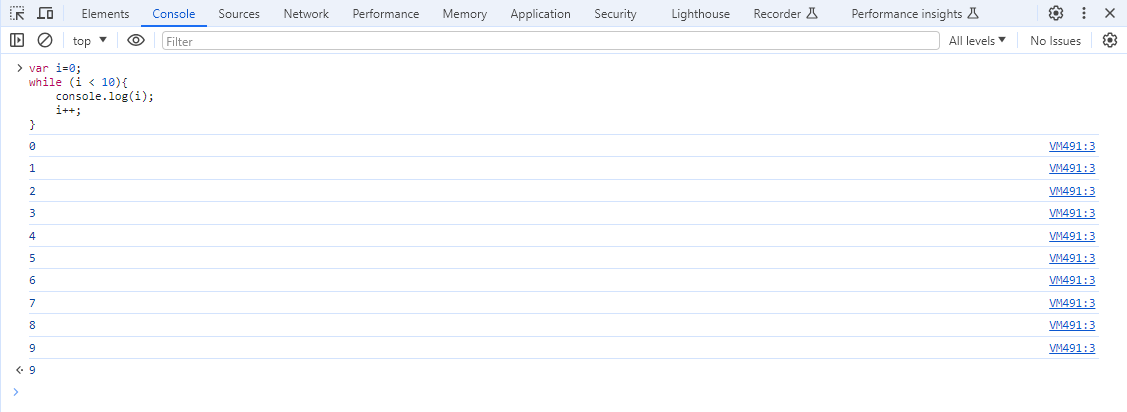 Elements Console Sources Network Performance Memory Application Security Lighthouse Recorder Performance insights
top Filter All levels No Issues
> var i=0;
while (i < 10){
    console.log(i);
    i++;
}
0 VM491:3
1 VM491:3
2 VM491:3
3 VM491:3
4 VM491:3
5 VM491:3
6 VM491:3
7 VM491:3
8 VM491:3
9 VM491:3
9
>